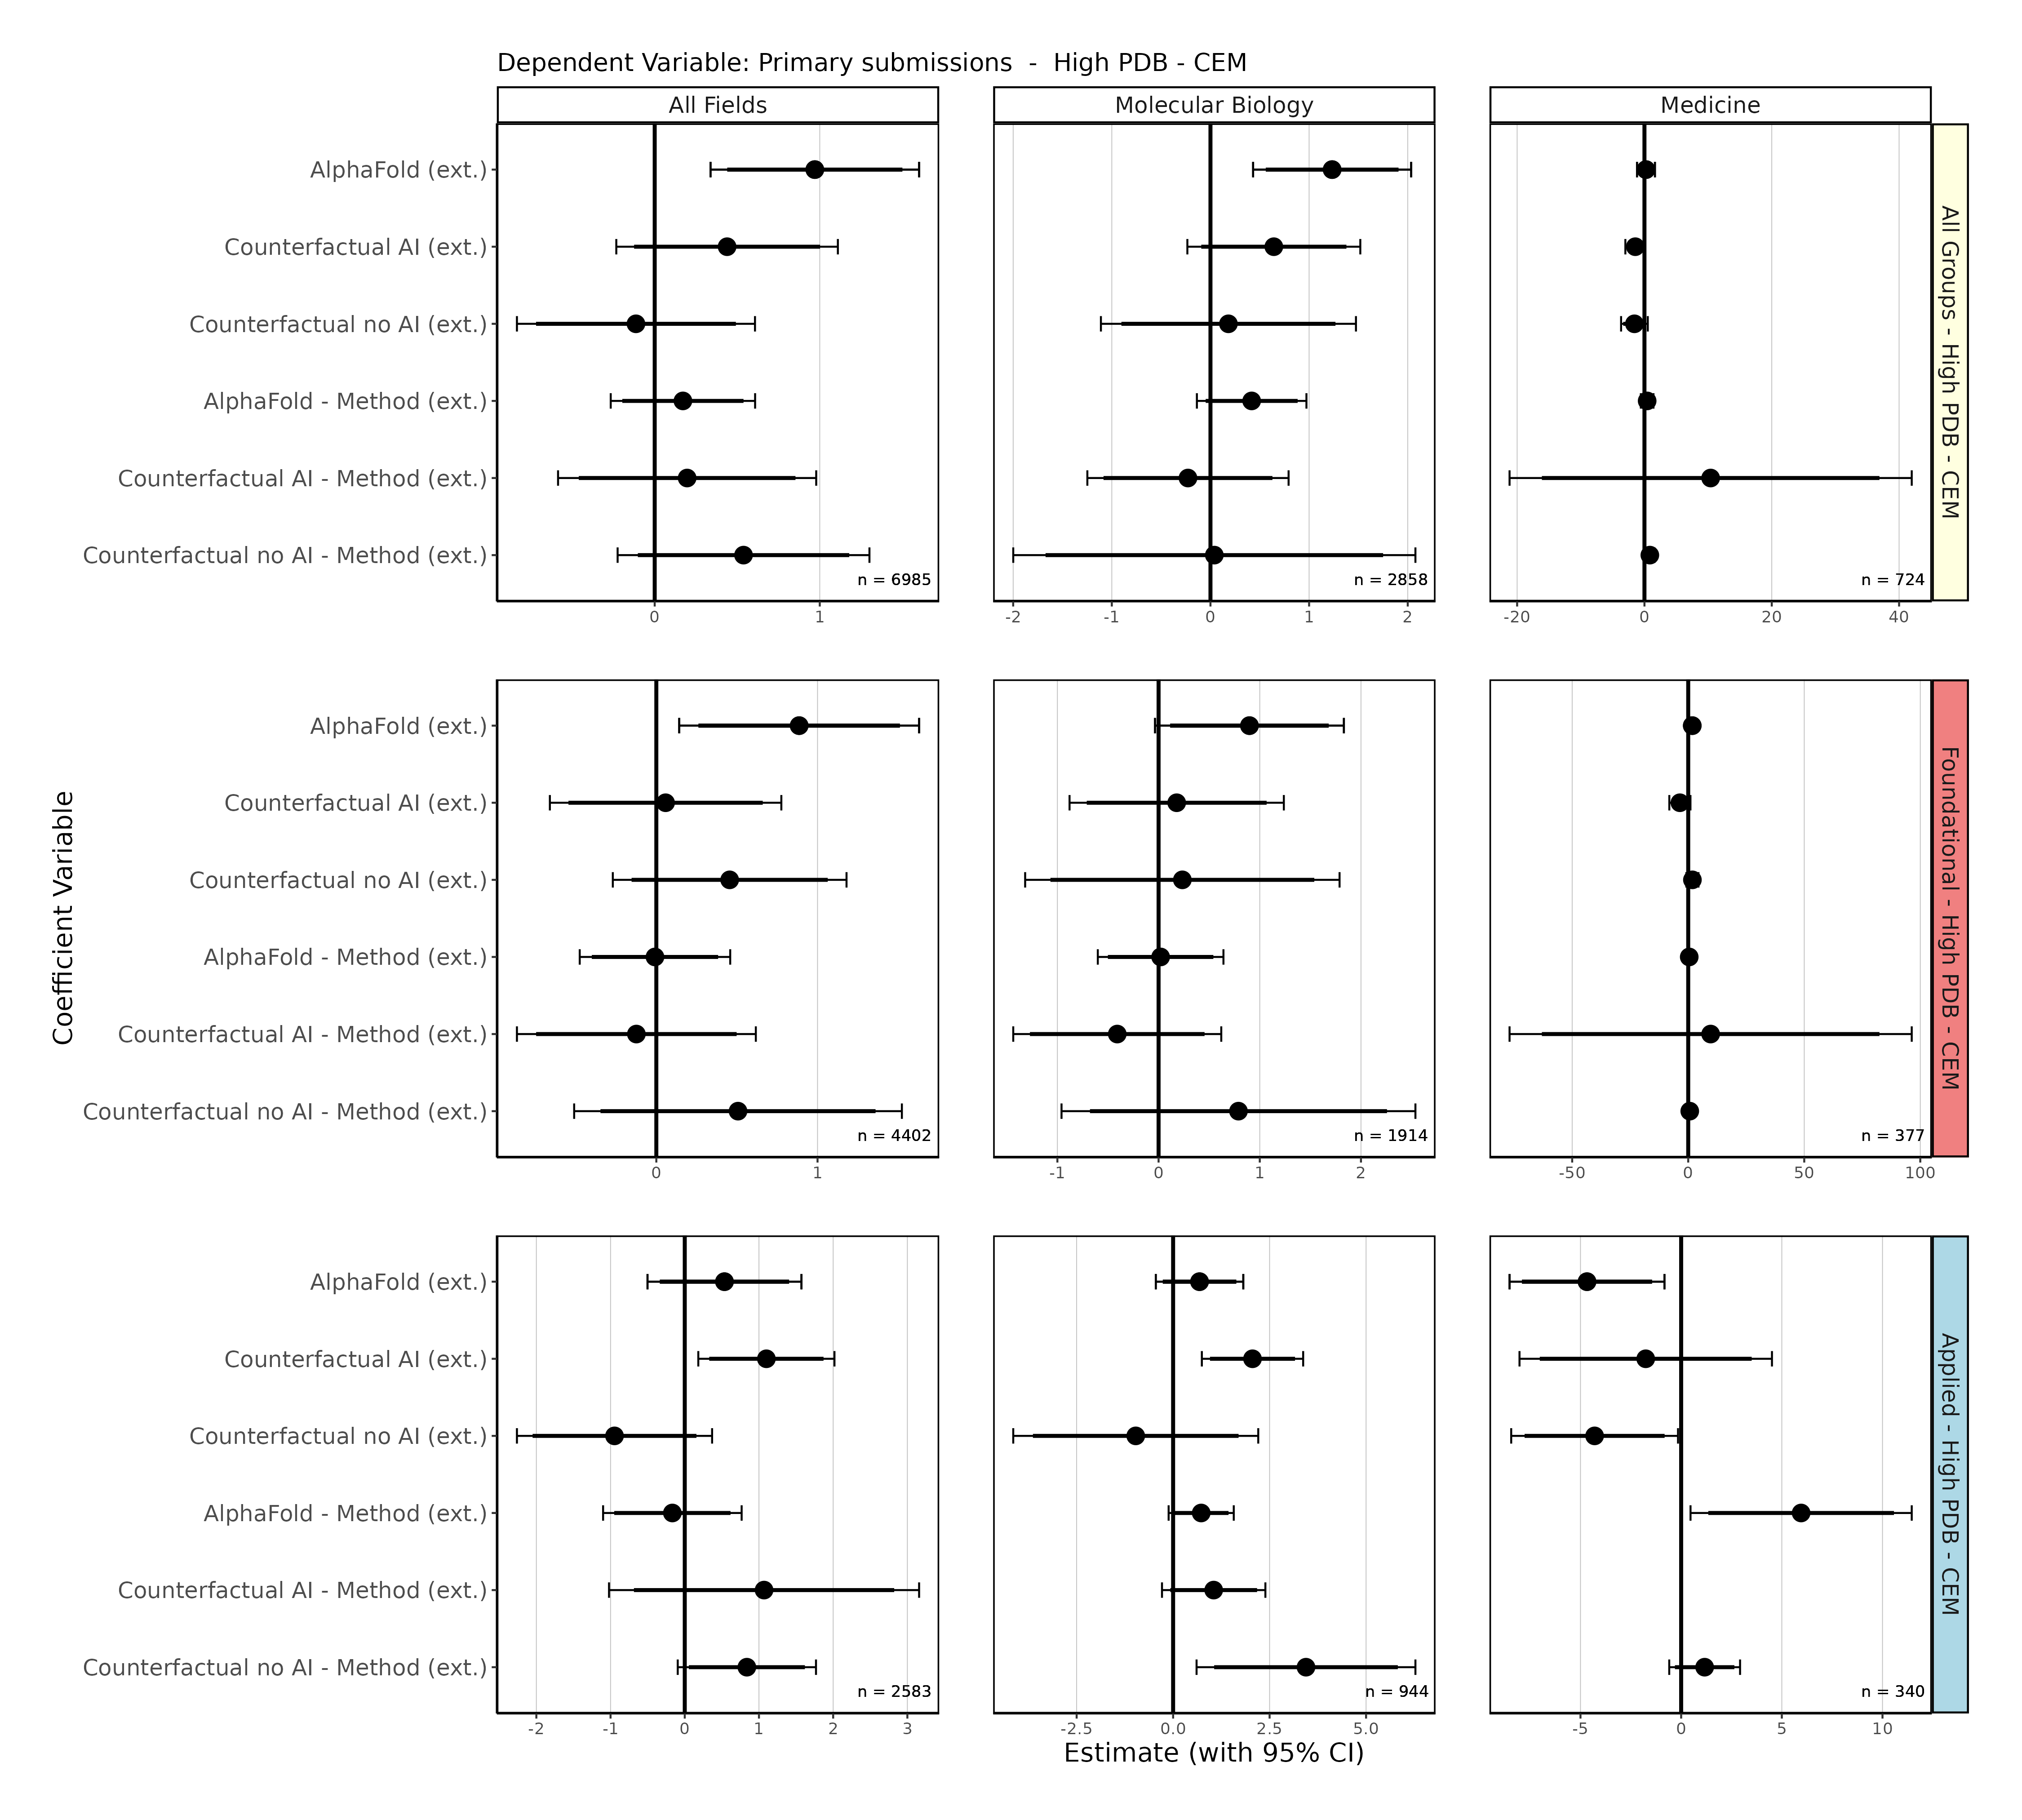 Dependent Variable: Primary submissions - High PDB - CEM
All Fields
Molecular Biology
Medicine
AlphaFold (ext.)
Counterfactual AI (ext.)
Counterfactual no AI (ext.)
AlphaFold - Method (ext.)
Counterfactual AI - Method (ext.)
Counterfactual no AI - Method (ext.)
n = 6985
n = 2858
n = 724
0 1
-2 -1 0 1 2
-20 0 20 40
All Groups - High PDB - CEM
Coefficient Variable
AlphaFold (ext.)
Counterfactual AI (ext.)
Counterfactual no AI (ext.)
AlphaFold - Method (ext.)
Counterfactual AI - Method (ext.)
Counterfactual no AI - Method (ext.)
n = 4402
n = 1914
n = 377
0 1
-1 0 1 2
-50 0 50 100
Foundational - High PDB - CEM
AlphaFold (ext.)
Counterfactual AI (ext.)
Counterfactual no AI (ext.)
AlphaFold - Method (ext.)
Counterfactual AI - Method (ext.)
Counterfactual no AI - Method (ext.)
n = 2583
n = 944
n = 340
-2 -1 0 1 2 3
-2.5 0.0 2.5 5.0
-5 0 5 10
Applied - High PDB - CEM
Estimate (with 95% CI)